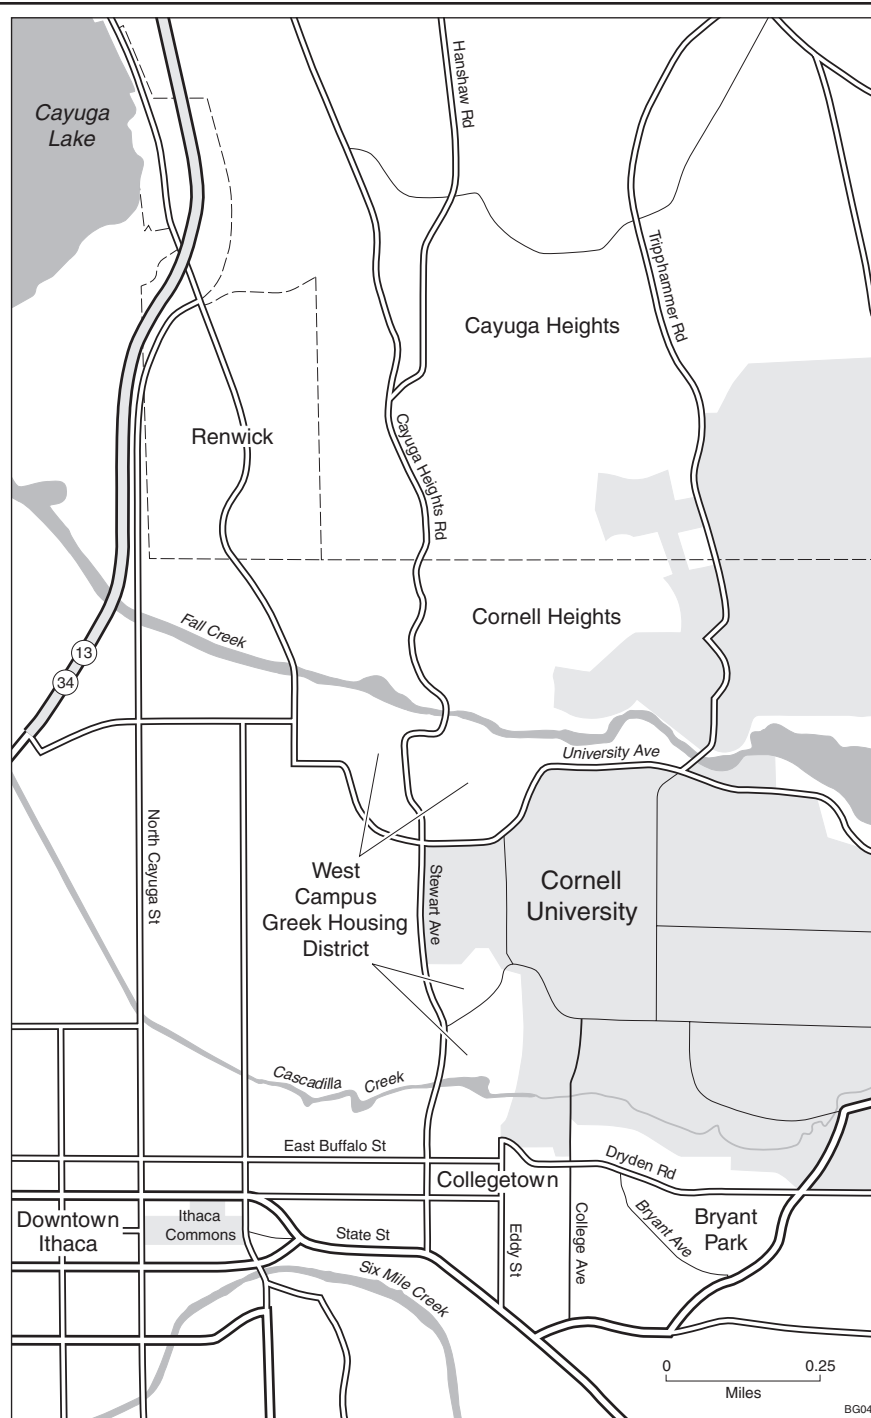 Cayuga
Lake
Hanshaw Rd
Tripphammer Rd
Cayuga Heights
Renwick
Cayuga Heights Rd
Cornell Heights
Fall Creek
13
34
University Ave
North Cayuga St
West
Campus
Greek Housing
District
Stewart Ave
Cornell
University
Cascadilla Creek
East Buffalo St
Collegetown
Dryden Rd
Downtown
Ithaca
Ithaca
Commons
State St
Eddy St
College Ave
Bryant Ave
Bryant
Park
Six Mile Creek
0 0.25
Miles
BG04